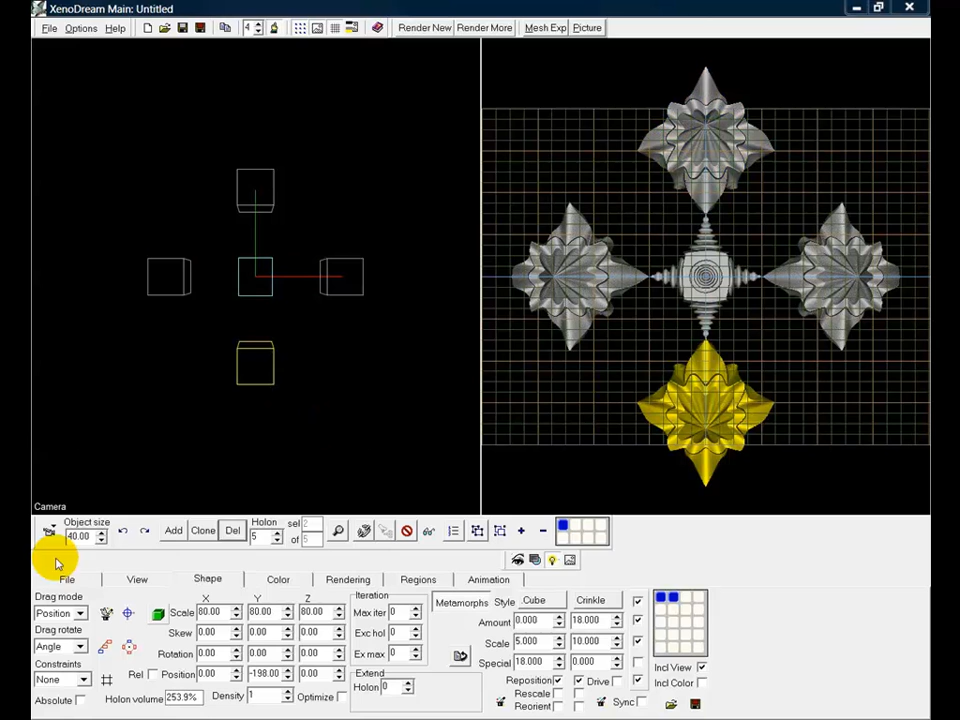 XenoDream Main: Untitled
File Options Help 4 Render New Render More Mesh Exp Picture
Camera
Object size
40.00 Add Clone Del Holon 5 sel 2 of 5
File View Shape Color Rendering Regions Animation
Drag mode X Y Z Iteration Metamorphs Style Cube Crinkle
Position Scale 80.00 80.00 80.00 Max iter 0 Amount 0.000 18.000
Drag rotate Skew 0.00 0.00 0.00 Exc hol 0 Scale 5.000 10.000
Angle Rotation 0.00 0.00 0.00 Ex max 0 Special 18.000 0.000
Constraints Extend Incl View
None Rel Position 0.00 -198.00 0.00 Holon 0 Reposition Drive Incl Color
Absolute Holon volume 253.9% Density 1 Optimize Rescale
Reorient Sync